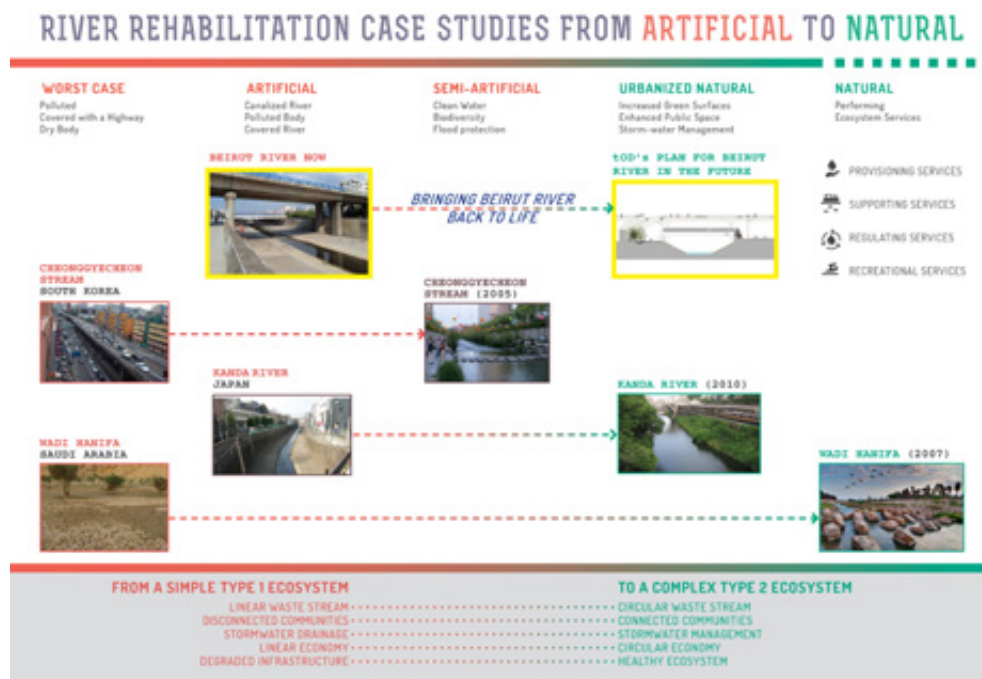 RIVER REHABILITATION CASE STUDIES FROM ARTIFICIAL TO NATURAL
WORST CASE
Polluted
Covered with a Highway
Dry Body
ARTIFICIAL
Canalized River
Polluted Body
Covered River
SEMI-ARTIFICIAL
Clean Water
Biodiversity
Flood protection
URBANIZED NATURAL
Increased Green Surfaces
Enhanced Public Space
Storm-water Management
NATURAL
Performing
Ecosystem Services
BEIRUT RIVER NOW
BRINGING BEIRUT RIVER
BACK TO LIFE
tOD's PLAN FOR BEIRUT
RIVER IN THE FUTURE
PROVISIONING SERVICES
SUPPORTING SERVICES
REGULATING SERVICES
RECREATIONAL SERVICES
CHEONGGYECHEON
STREAM
SOUTH KOREA
CHEONGGYECHEON
STREAM (2005)
KANDA RIVER
JAPAN
KANDA RIVER (2010)
WADI HANIFA
SAUDI ARABIA
WADI HANIFA (2007)
FROM A SIMPLE TYPE 1 ECOSYSTEM
LINEAR WASTE STREAM
DISCONNECTED COMMUNITIES
STORMWATER DRAINAGE
LINEAR ECONOMY
DEGRADED INFRASTRUCTURE
TO A COMPLEX TYPE 2 ECOSYSTEM
CIRCULAR WASTE STREAM
CONNECTED COMMUNITIES
STORMWATER MANAGEMENT
CIRCULAR ECONOMY
HEALTHY ECOSYSTEM